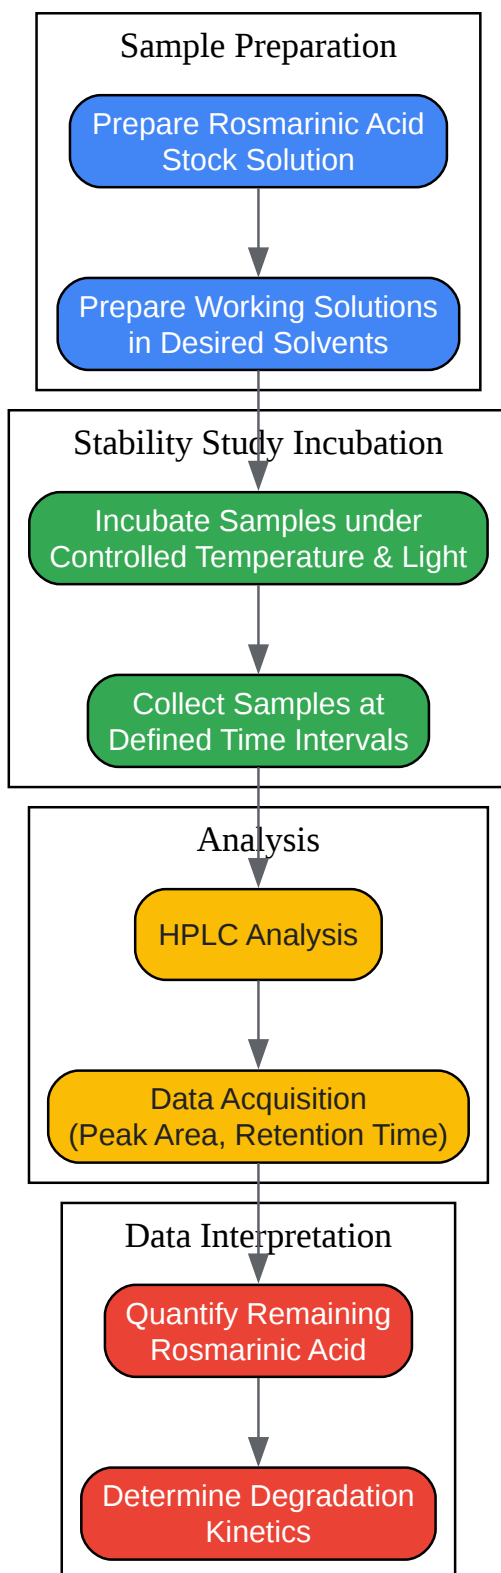 Sample Preparation
Prepare Rosmarinic Acid
Stock Solution
Prepare Working Solutions
in Desired Solvents
Stability Study Incubation
Incubate Samples under
Controlled Temperature & Light
Collect Samples at
Defined Time Intervals
Analysis
HPLC Analysis
Data Acquisition
(Peak Area, Retention Time)
Data Interpretation
Quantify Remaining
Rosmarinic Acid
Determine Degradation
Kinetics